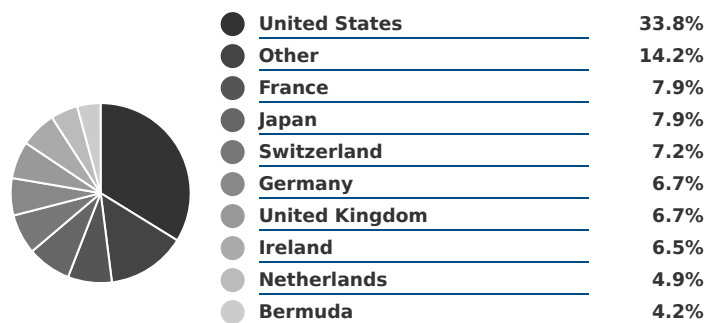 United States 33.8%
Other 14.2%
France 7.9%
Japan 7.9%
Switzerland 7.2%
Germany 6.7%
United Kingdom 6.7%
Ireland 6.5%
Netherlands 4.9%
Bermuda 4.2%